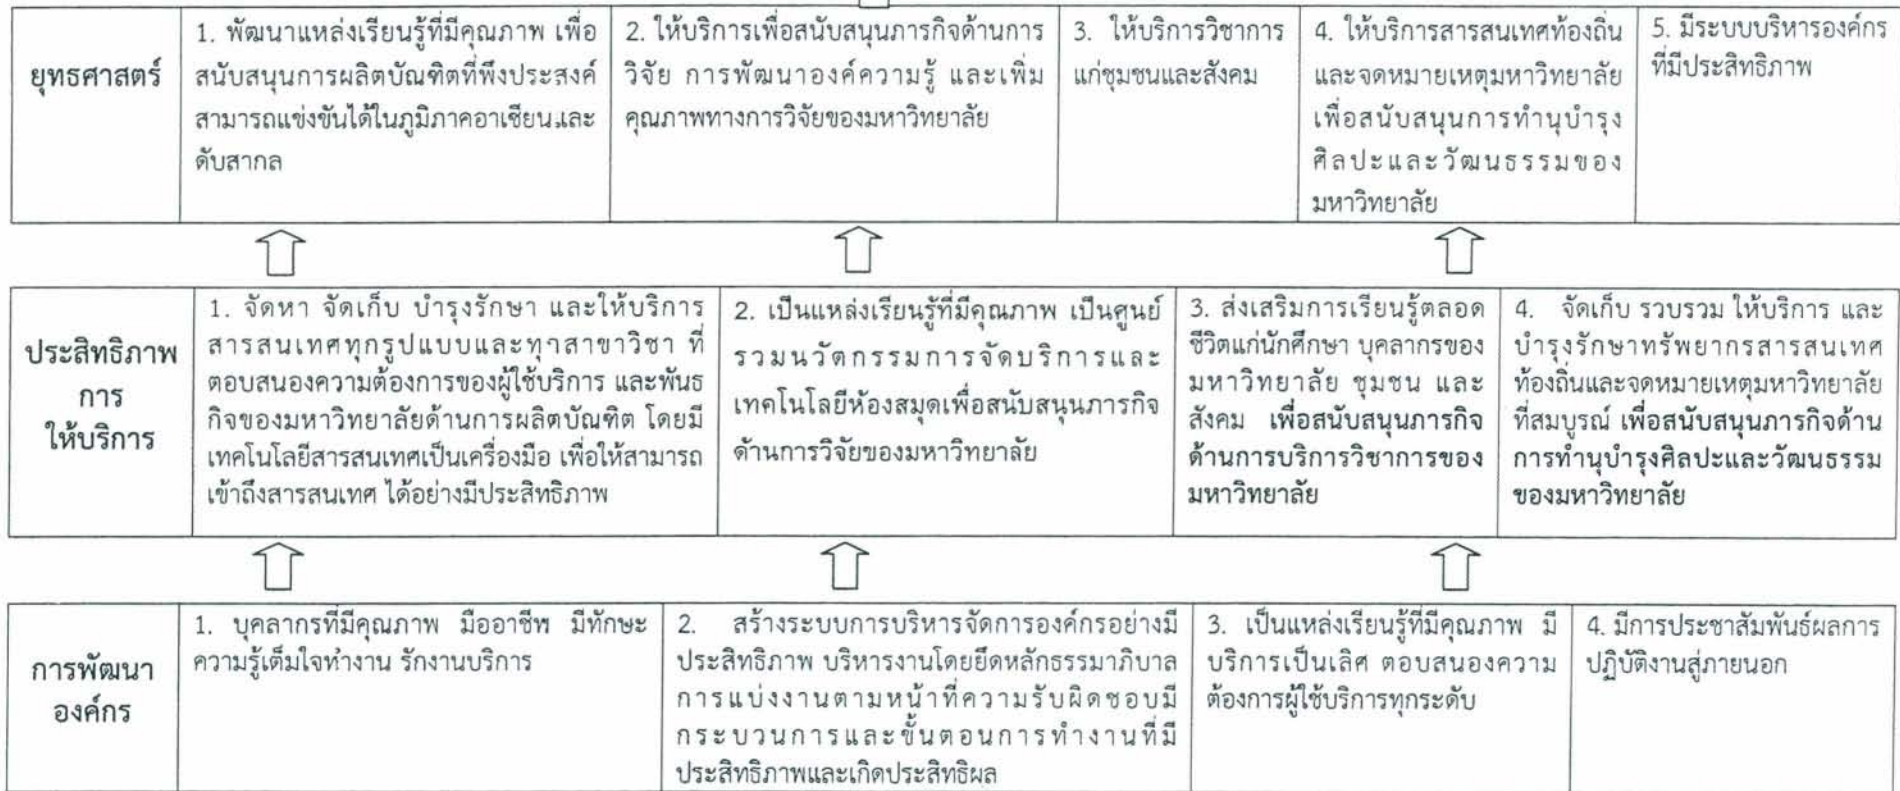 ยุทธศาสตร์
1. พัฒนาแหล่งเรียนรู้ที่มีคุณภาพ เพื่อ
สนับสนุนการผลิตบัณฑิตที่พึงประสงค์
สามารถแข่งขันได้ในภูมิภาคอาเซียนและ
ดับสากล
2. ให้บริการเพื่อสนับสนุนภารกิจด้านการ
วิจัย การพัฒนาองค์ความรู้ และเพิ่ม
คุณภาพทางการวิจัยของมหาวิทยาลัย
3. ให้บริการวิชาการ
แก่ชุมชนและสังคม
4. ให้บริการสารสนเทศท้องถิ่น
และจดหมายเหตุมหาวิทยาลัย
เพื่อสนับสนุนการทำนุบำรุง
ศิลปะและวัฒนธรรมของ
มหาวิทยาลัย
5. มีระบบบริหารองค์กร
ที่มีประสิทธิภาพ
ประสิทธิภาพ
การ
ให้บริการ
1. จัดหา จัดเก็บ บำรุงรักษา และให้บริการ
สารสนเทศทุกรูปแบบและทุกสาขาวิชา ที่
ตอบสนองความต้องการของผู้ใช้บริการ และพันธ
กิจของมหาวิทยาลัยด้านการผลิตบัณฑิต โดยมี
เทคโนโลยีสารสนเทศเป็นเครื่องมือ เพื่อให้สามารถ
เข้าถึงสารสนเทศ ได้อย่างมีประสิทธิภาพ
2. เป็นแหล่งเรียนรู้ที่มีคุณภาพ เป็นศูนย์
รวมนวัตกรรมการจัดบริการและ
เทคโนโลยีห้องสมุดเพื่อสนับสนุนภารกิจ
ด้านการวิจัยของมหาวิทยาลัย
3. ส่งเสริมการเรียนรู้ตลอด
ชีวิตแก่นักศึกษา บุคลากรของ
มหาวิทยาลัย ชุมชน และ
สังคม เพื่อสนับสนุนภารกิจ
ด้านการบริการวิชาการของ
มหาวิทยาลัย
4. จัดเก็บ รวบรวม ให้บริการ และ
บำรุงรักษาทรัพยากรสารสนเทศ
ท้องถิ่นและจดหมายเหตุมหาวิทยาลัย
ที่สมบูรณ์ เพื่อสนับสนุนภารกิจด้าน
การทำนุบำรุงศิลปะและวัฒนธรรม
ของมหาวิทยาลัย
การพัฒนา
องค์กร
1. บุคลากรที่มีคุณภาพ มืออาชีพ มีทักษะ
ความรู้เต็มใจทำงาน รักงานบริการ
2. สร้างระบบการบริหารจัดการองค์กรอย่างมี
ประสิทธิภาพ บริหารงานโดยยึดหลักธรรมาภิบาล
การแบ่งงานตามหน้าที่ความรับผิดชอบมี
กระบวนการและขั้นตอนการทำงานที่มี
ประสิทธิภาพและเกิดประสิทธิผล
3. เป็นแหล่งเรียนรู้ที่มีคุณภาพ มี
บริการเป็นเลิศ ตอบสนองความ
ต้องการผู้ใช้บริการทุกระดับ
4. มีการประชาสัมพันธ์ผลการ
ปฏิบัติงานสู่ภายนอก